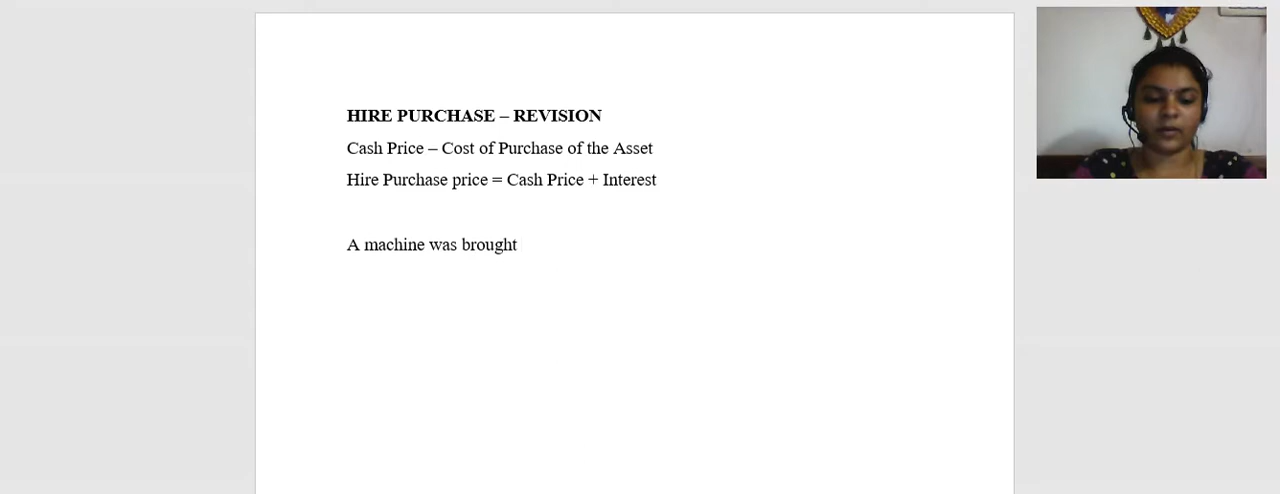 HIRE PURCHASE – REVISION
Cash Price – Cost of Purchase of the Asset
Hire Purchase price = Cash Price + Interest
A machine was brought